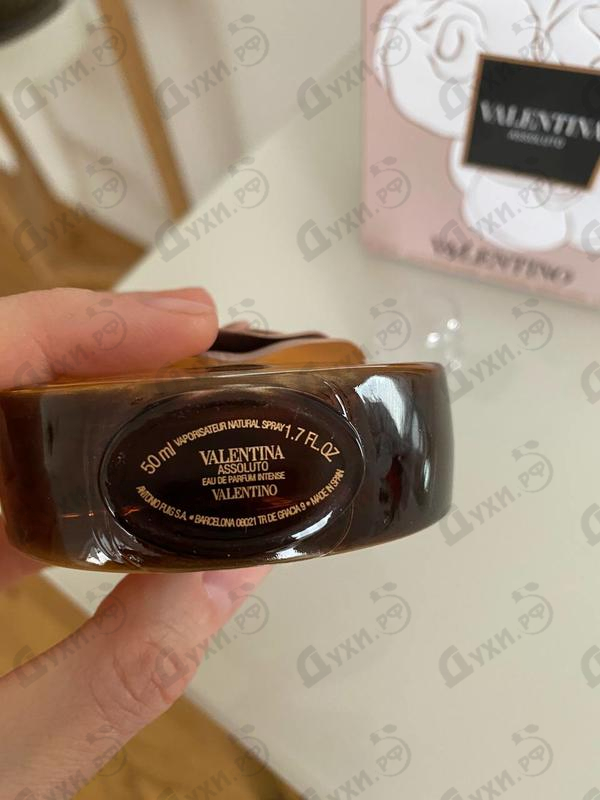 VALENTINA
ASSOLUTO
VALENTINO
50 ml VAPORISATEUR NATURAL SPRAY 1.7 FL.OZ
VALENTINA
ASSOLUTO
EAU DE PARFUM INTENSE
VALENTINO
ANTONIO PUIG S.A. • BARCELONA 08021 TR DE GRACIA 9 • MADE IN SPAIN
Духи.РФ